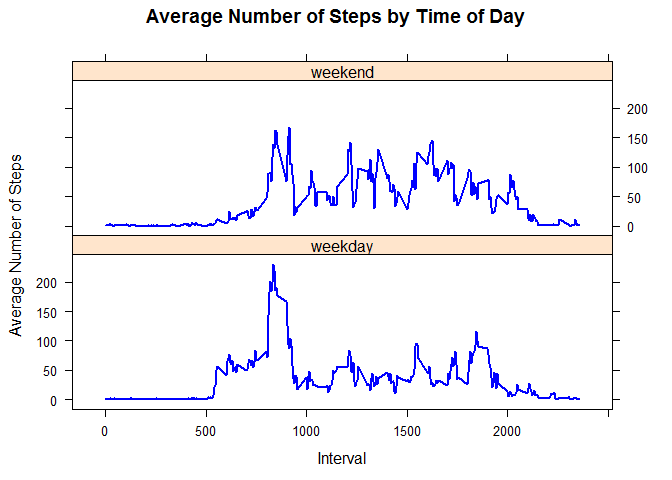 Average Number of Steps by Time of Day
weekend
200
150
100
50
0
weekday
200
150
100
50
0
Average Number of Steps
0 500 1000 1500 2000
Interval